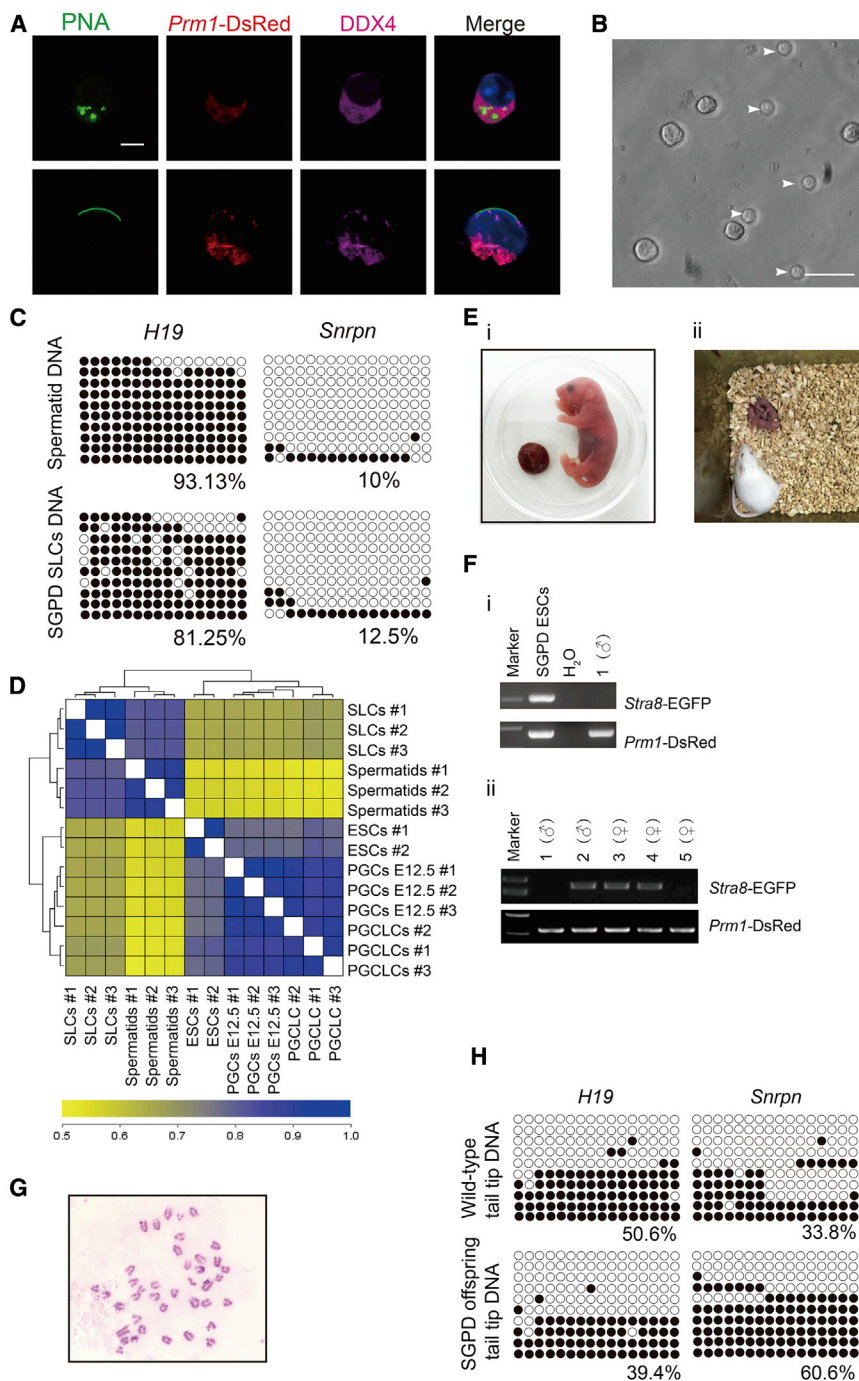 A
PNA
Prm1-DsRed
DDX4
Merge
B
C
H19
Snrpn
Spermatid DNA
93.13%
10%
SGPD SLCs DNA
81.25%
12.5%
D
SLCs #1
SLCs #2
SLCs #3
Spermatids #1
Spermatids #2
Spermatids #3
ESCs #1
ESCs #2
PGCs E12.5 #1
PGCs E12.5 #2
PGCs E12.5 #3
PGCLCs #2
PGCLCs #1
PGCLCs #3
SLCs #1
SLCs #2
SLCs #3
Spermatids #1
Spermatids #2
Spermatids #3
ESCs #1
ESCs #2
PGCs E12.5 #1
PGCs E12.5 #2
PGCs E12.5 #3
PGCLC #2
PGCLC #1
PGCLC #3
0.5 0.6 0.7 0.8 0.9 1.0
E
i
ii
F
i
Marker
SGPD ESCs
H2O
1 (♂)
Stra8-EGFP
Prm1-DsRed
ii
Marker
1 (♂)
2 (♂)
3 (♀)
4 (♀)
5 (♀)
Stra8-EGFP
Prm1-DsRed
G
H
H19
Snrpn
Wild-type
tail tip DNA
50.6%
33.8%
SGPD offspring
tail tip DNA
39.4%
60.6%